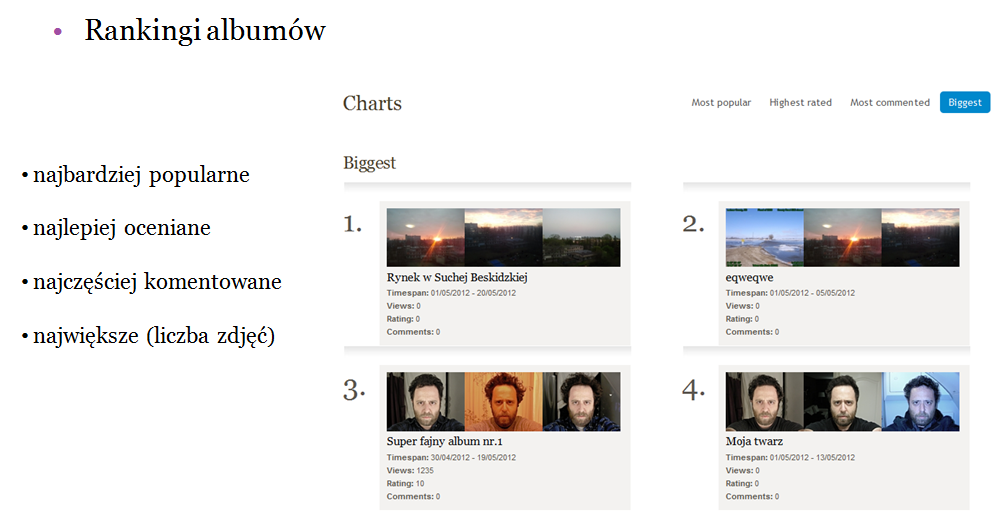 • Rankingi albumów
• najbardziej popularne
• najlepiej oceniane
• najczęściej komentowane
• największe (liczba zdjęć)
Charts
Most popular Highest rated Most commented Biggest
Biggest
1.
Rynek w Suchej Beskidzkiej
Timespan: 01/05/2012 - 20/05/2012
Views: 0
Rating: 0
Comments: 0
2.
eqweqwe
Timespan: 01/05/2012 - 05/05/2012
Views: 0
Rating: 0
Comments: 0
3.
Super fajny album nr.1
Timespan: 30/04/2012 - 19/05/2012
Views: 1235
Rating: 10
Comments: 0
4.
Moja twarz
Timespan: 01/05/2012 - 13/05/2012
Views: 0
Rating: 0
Comments: 0